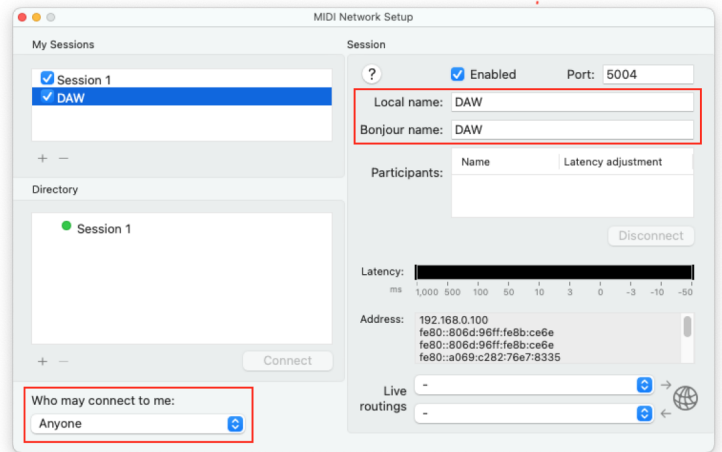 MIDI Network Setup
My Sessions
Session 1
DAW
+ −
Directory
Session 1
+ −
Connect
Who may connect to me:
Anyone
Session
?
Enabled
Port: 5004
Local name: DAW
Bonjour name: DAW
Participants:
Name Latency adjustment
Disconnect
Latency:
ms 1,000 500 100 50 10 3 0 -3 -10 -50
Address: 192.168.0.100
fe80::806d:96ff:fe8b:ce6e
fe80::806d:96ff:fe8b:ce6e
fe80::a069:c282:76e7:8335
Live
routings
-
-